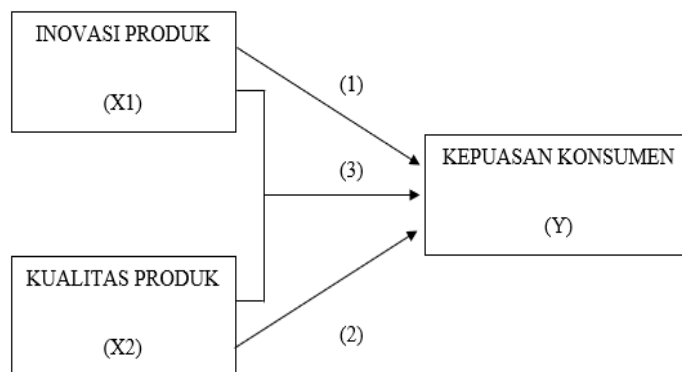 INOVASI PRODUK
(X1)
(1)
KEPUASAN KONSUMEN
(Y)
(3)
KUALITAS PRODUK
(X2)
(2)